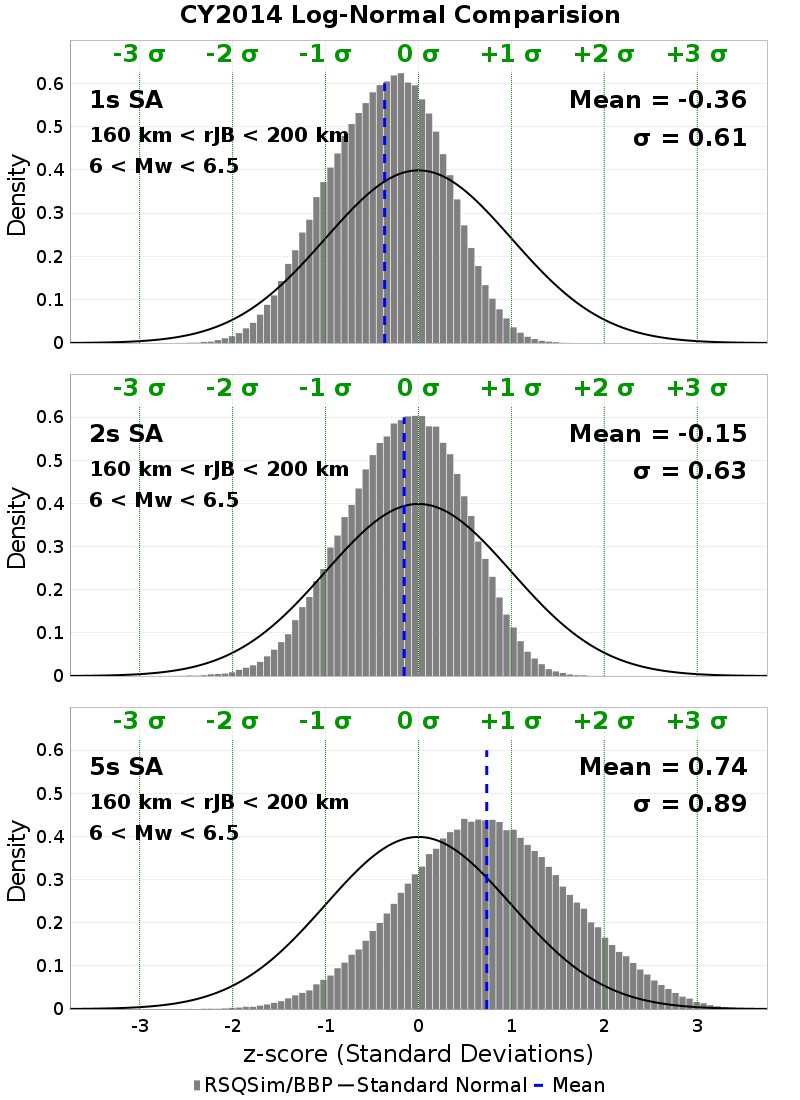 CY2014 Log-Normal Comparision
-3 σ -2 σ -1 σ 0 σ +1 σ +2 σ +3 σ
1s SA
Mean = -0.36
160 km < rJB < 200 km
σ = 0.61
6 < Mw < 6.5
Density
0.6
0.5
0.4
0.3
0.2
0.1
0
-3 σ -2 σ -1 σ 0 σ +1 σ +2 σ +3 σ
2s SA
Mean = -0.15
160 km < rJB < 200 km
σ = 0.63
6 < Mw < 6.5
Density
0.6
0.5
0.4
0.3
0.2
0.1
0
-3 σ -2 σ -1 σ 0 σ +1 σ +2 σ +3 σ
5s SA
Mean = 0.74
160 km < rJB < 200 km
σ = 0.89
6 < Mw < 6.5
Density
0.6
0.5
0.4
0.3
0.2
0.1
0
-3 -2 -1 0 1 2 3
z-score (Standard Deviations)
RSQSim/BBP Standard Normal Mean